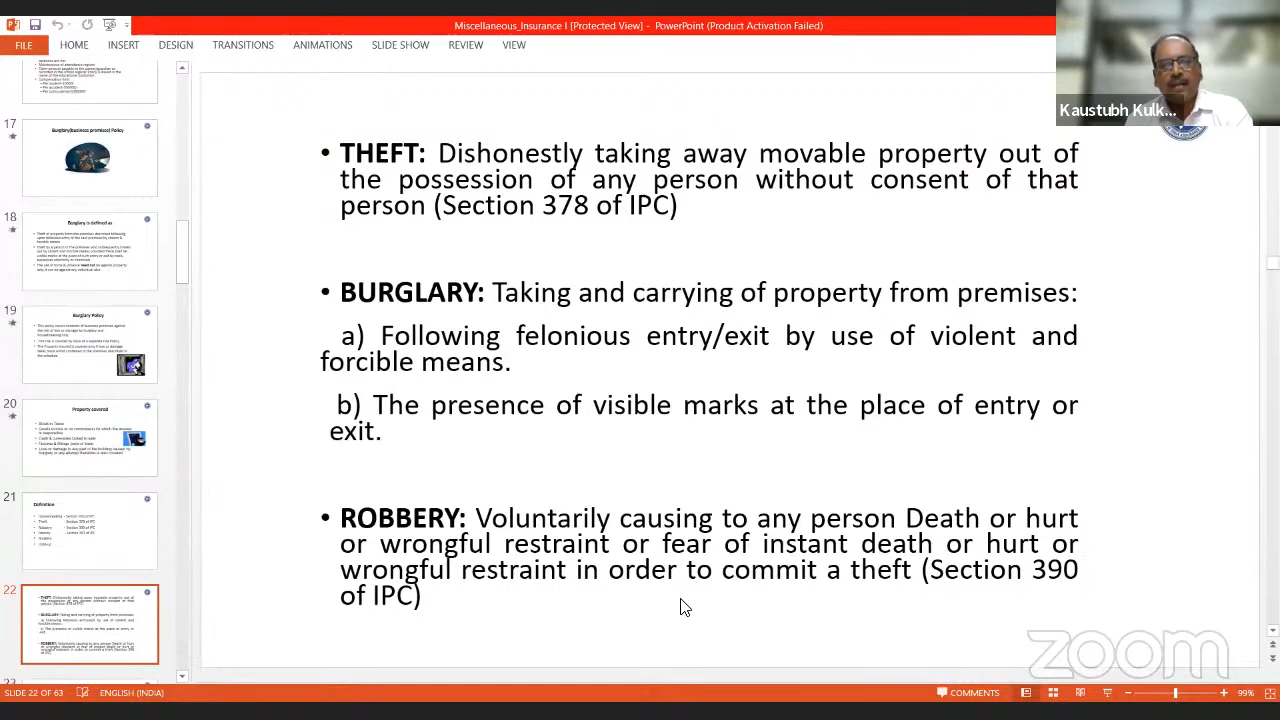 Miscellaneous_Insurance I [Protected View] - PowerPoint (Product Activation Failed)
FILE HOME INSERT DESIGN TRANSITIONS ANIMATIONS SLIDE SHOW REVIEW VIEW
Kaustubh Kulk...
17
Burglary(business premises) Policy
18
Burglary is defined as
19
Burglary Policy
20
Property covered
21
Definition
22
• THEFT: Dishonestly taking away movable property out of
the possession of any person without consent of that
person (Section 378 of IPC)
• BURGLARY: Taking and carrying of property from premises:
a) Following felonious entry/exit by use of violent and
forcible means.
b) The presence of visible marks at the place of entry or
exit.
• ROBBERY: Voluntarily causing to any person Death or hurt
or wrongful restraint or fear of instant death or hurt or
wrongful restraint in order to commit a theft (Section 390
of IPC)
zoom
SLIDE 22 OF 63 ENGLISH (INDIA) COMMENTS 99%